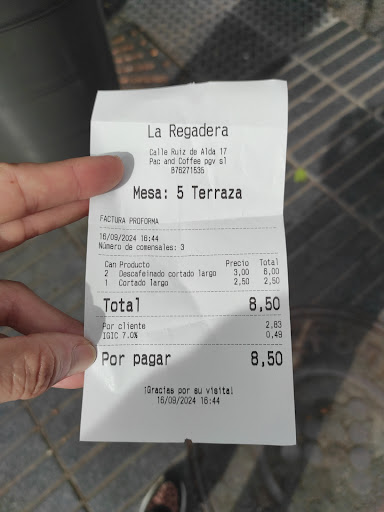 La Regadera
Calle Ruiz de Alda 17
Pac and Coffee pgv sl
B76271535
Mesa: 5 Terraza
FACTURA PROFORMA
16/09/2024 16:44
Número de comensales: 3
Can Producto Precio Total
2 Descafeinado cortado largo 3,00 6,00
1 Cortado largo 2,50 2,50
Total 8,50
Por cliente 2,83
IGIC 7.0% 0,49
Por pagar 8,50
¡Gracias por su visita!
16/09/2024 16:44